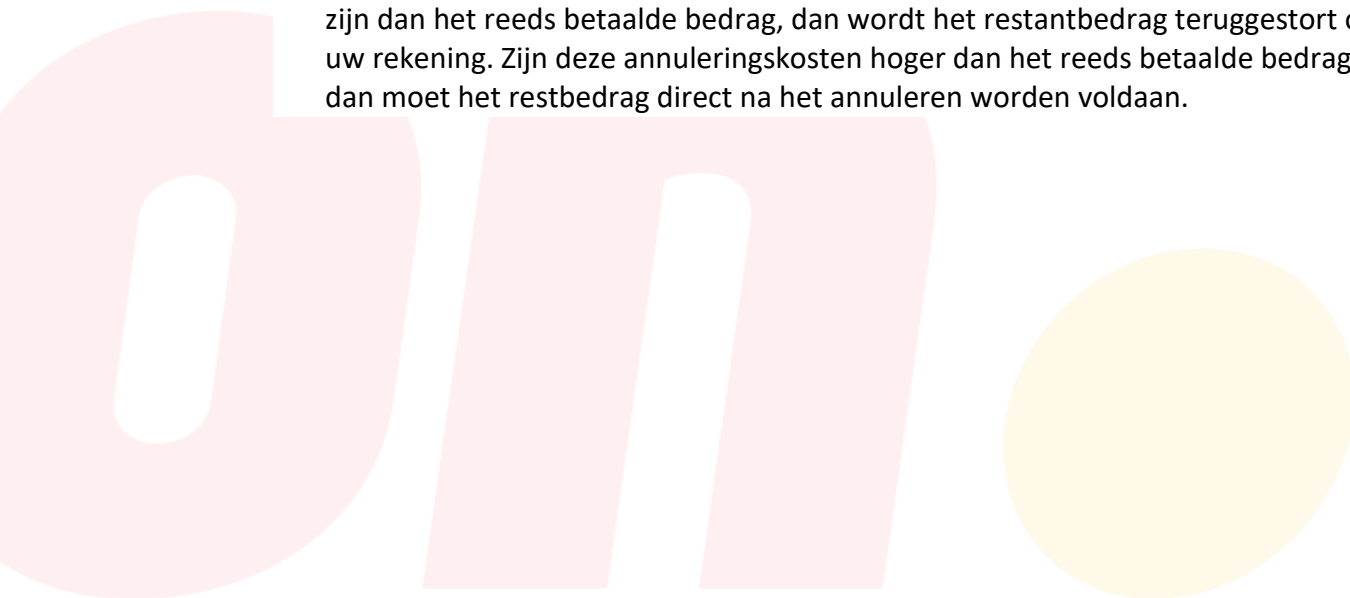 zijn dan het reeds betaalde bedrag, dan wordt het restantbedrag teruggestort
uw rekening. Zijn deze annuleringskosten hoger dan het reeds betaalde bedrag
dan moet het restbedrag direct na het annuleren worden voldaan.
on.